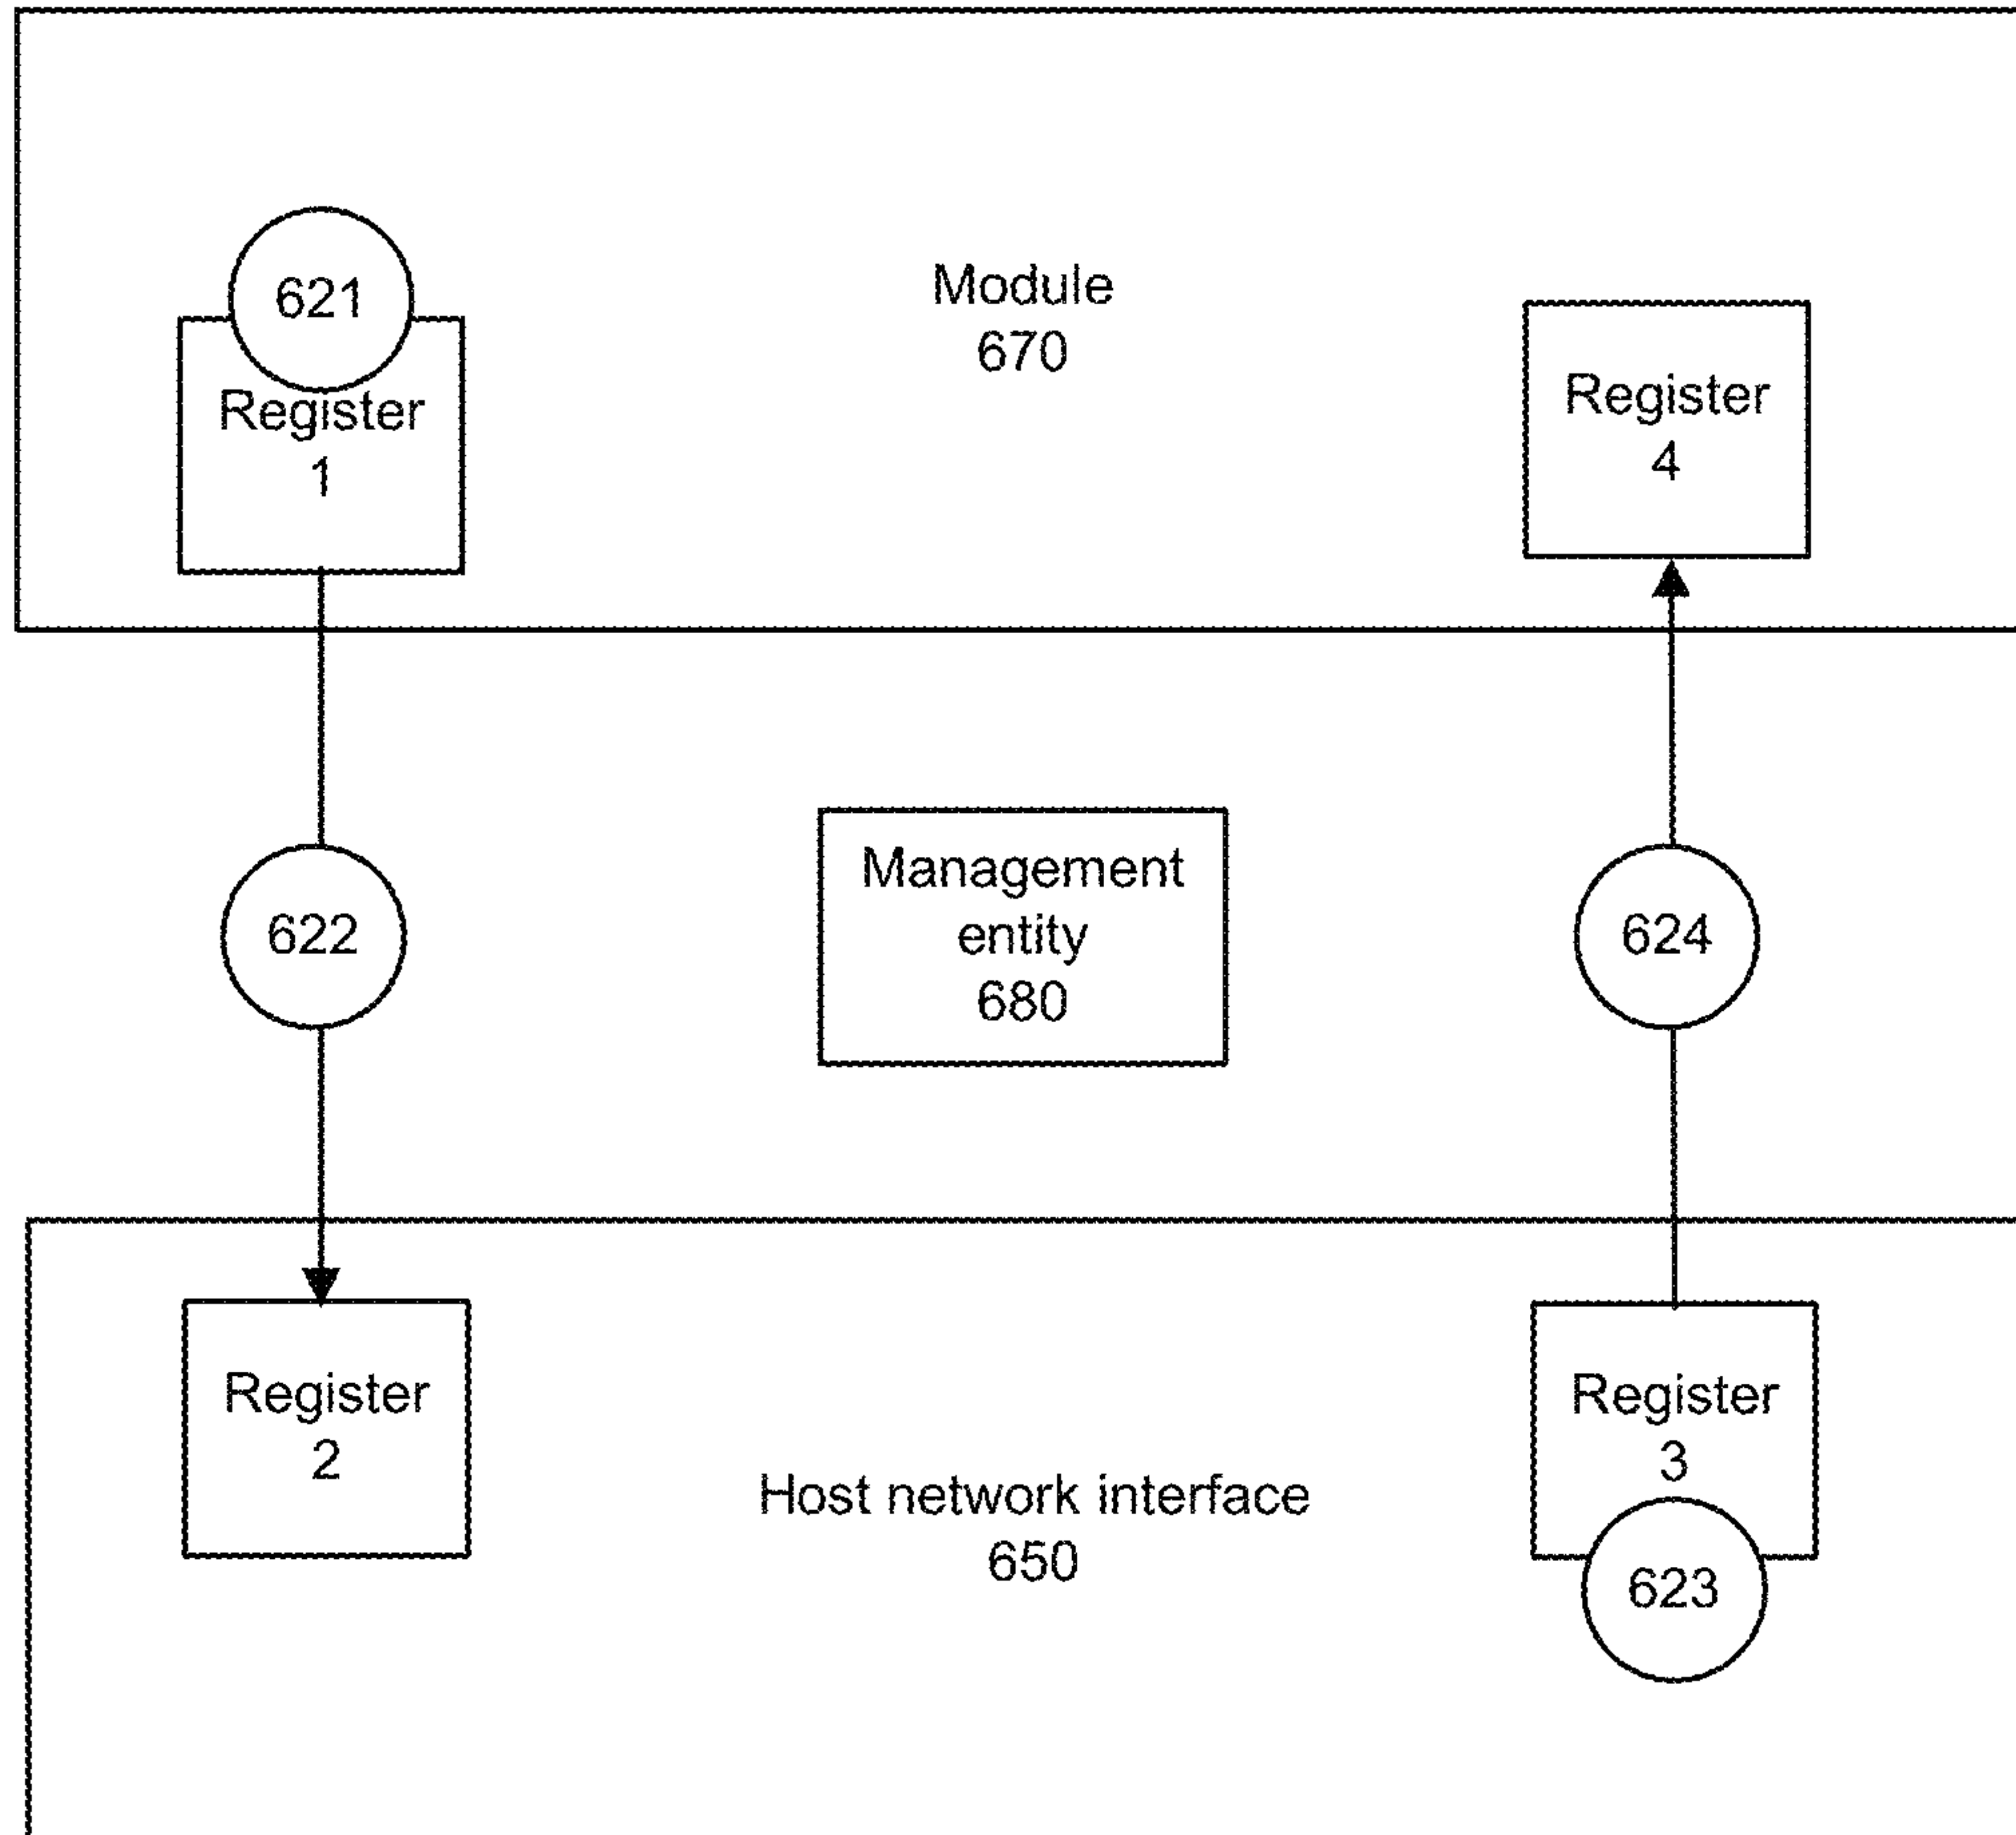 621
Register
1
Module
670
Register
4
622
Management
entity
680
624
Register
2
Host network interface
650
Register
3
623